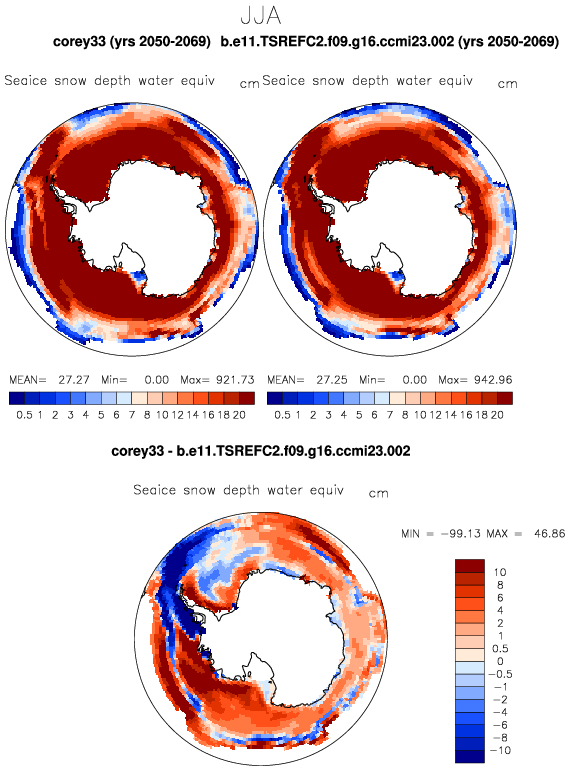 JJA
corey33 (yrs 2050-2069) b.e11.TSREFC2.f09.g16.ccmi23.002 (yrs 2050-2069)
Seaice snow depth water equiv cm Seaice snow depth water equiv cm
MEAN= 27.27 Min= 0.00 Max= 921.73 MEAN= 27.25 Min= 0.00 Max= 942.96
0.5 1 2 3 4 5 6 7 8 10 12 14 16 18 20 0.5 1 2 3 4 5 6 7 8 10 12 14 16 18 20
corey33 - b.e11.TSREFC2.f09.g16.ccmi23.002
Seaice snow depth water equiv cm
MIN = -99.13 MAX = 46.86
10
8
6
4
2
1
0.5
0
-0.5
-1
-2
-4
-6
-8
-10